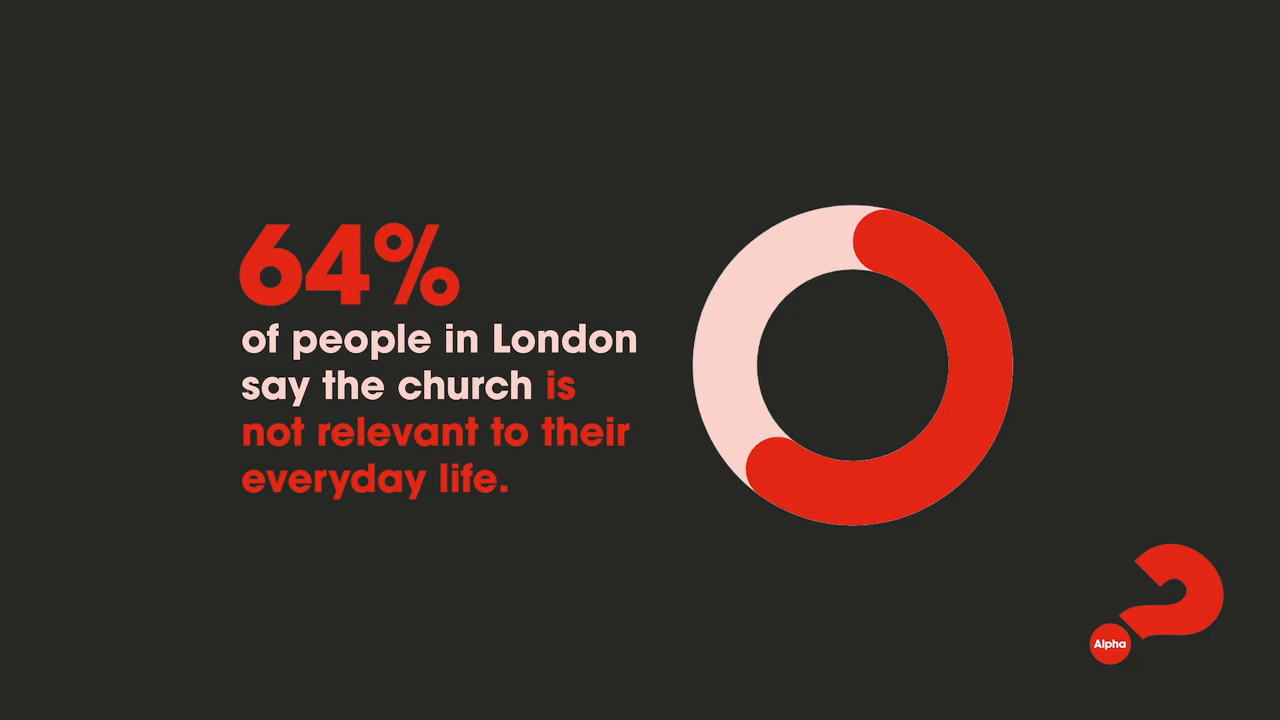 64%
of people in London
say the church is
not relevant to their
everyday life.
Alpha